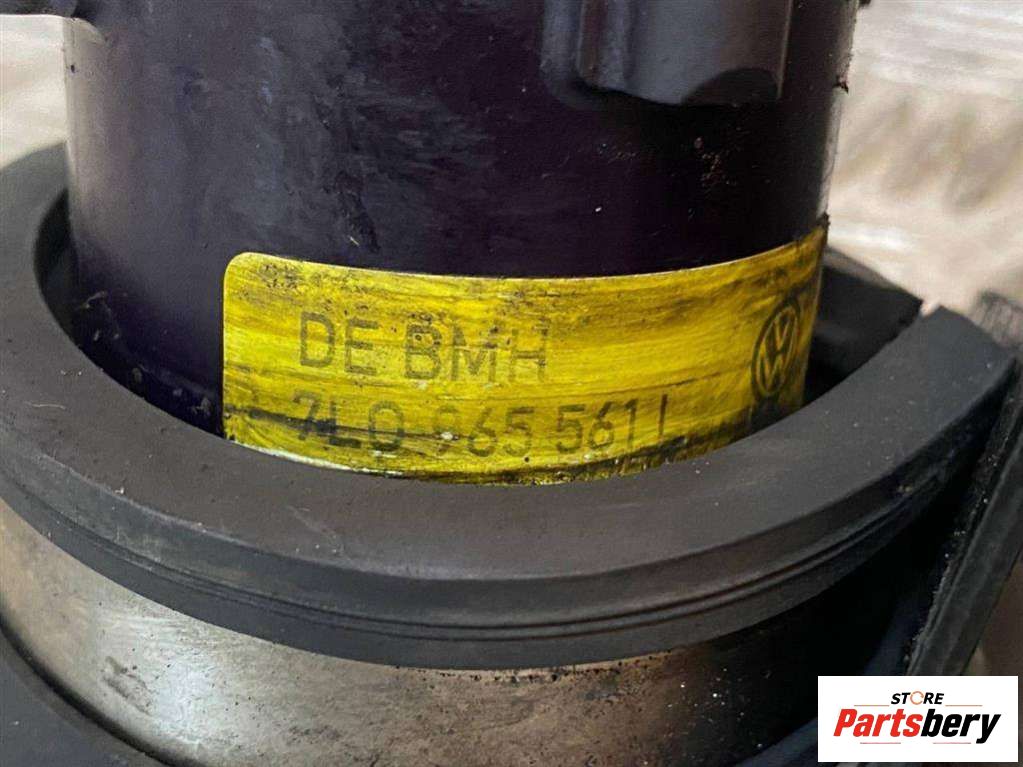 DE BMH
7L0 965 561 L
STORE
Partsbery